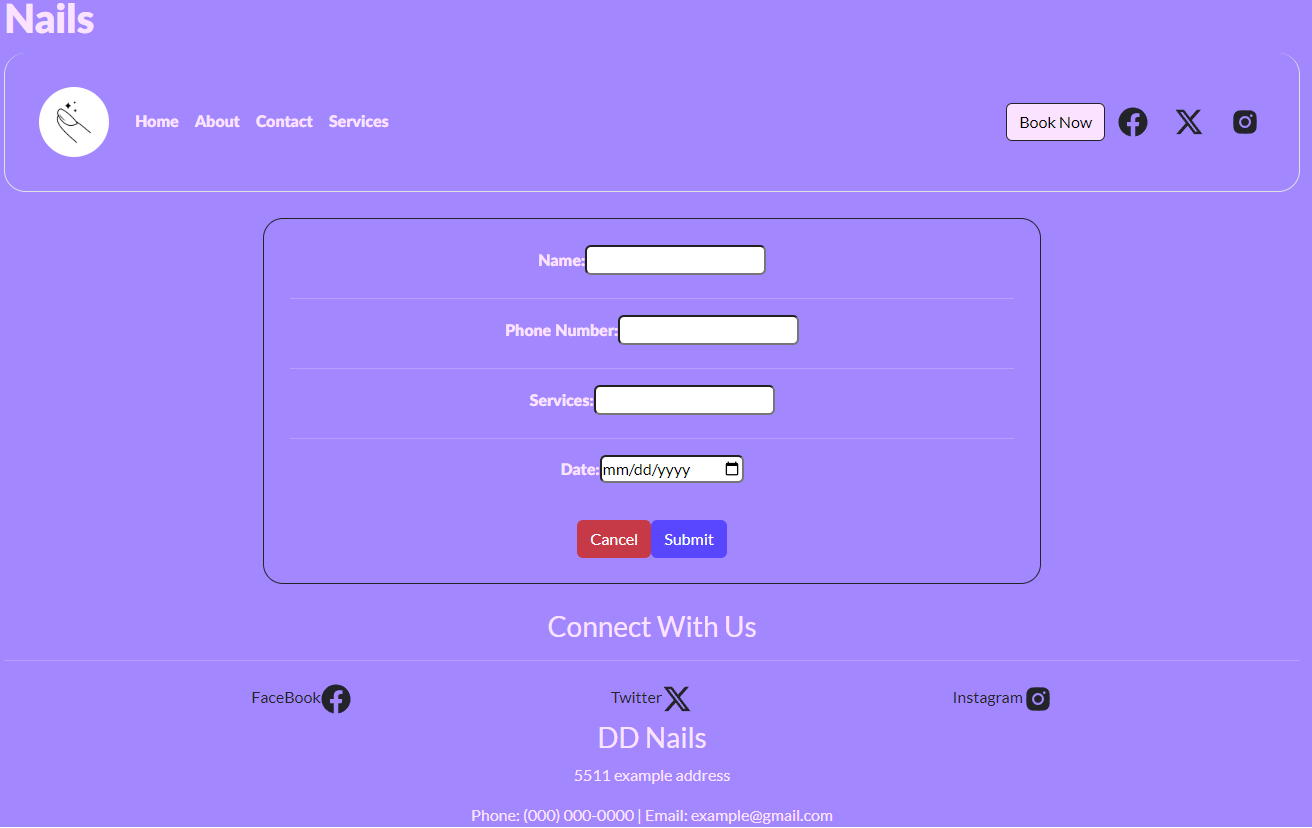 Nails
Home About Contact Services Book Now
Name:
Phone Number:
Services:
Date: mm/dd/yyyy
Cancel Submit
Connect With Us
FaceBook Twitter Instagram
DD Nails
5511 example address
Phone: (000) 000-0000 | Email: example@gmail.com